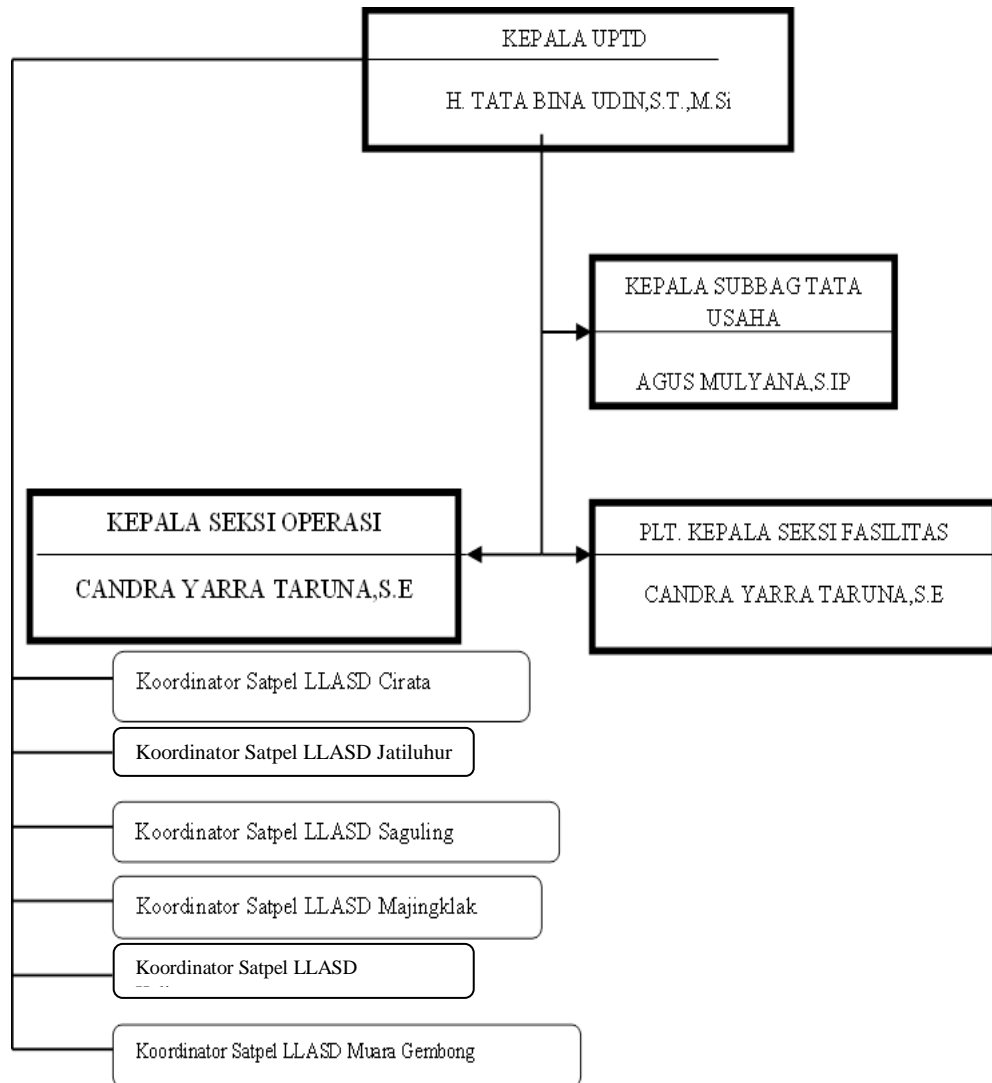 KEPALA UPTD
H. TATA BINA UDIN,S.T.,M.Si
KEPALA SUBBAG TATA
USAHA
AGUS MULYANA,S.IP
KEPALA SEKSI OPERASI
CANDRA YARRA TARUNA,S.E
PLT. KEPALA SEKSI FASILITAS
CANDRA YARRA TARUNA,S.E
Koordinator Satpel LLASD Cirata
Koordinator Satpel LLASD Jatiluhur
Koordinator Satpel LLASD Saguling
Koordinator Satpel LLASD Majingklak
Koordinator Satpel LLASD
Koordinator Satpel LLASD Muara Gembong